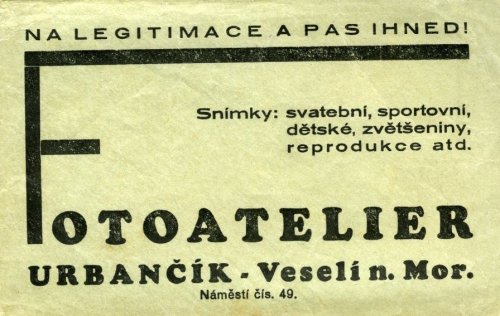 NA LEGITIMACE A PAS IHNED!
Snímky: svatební, sportovní,
dětské, zvětšeniny,
reprodukce atd.
FOTOATELIER
URBANČÍK - Veselí n. Mor.
Náměstí čís. 49.